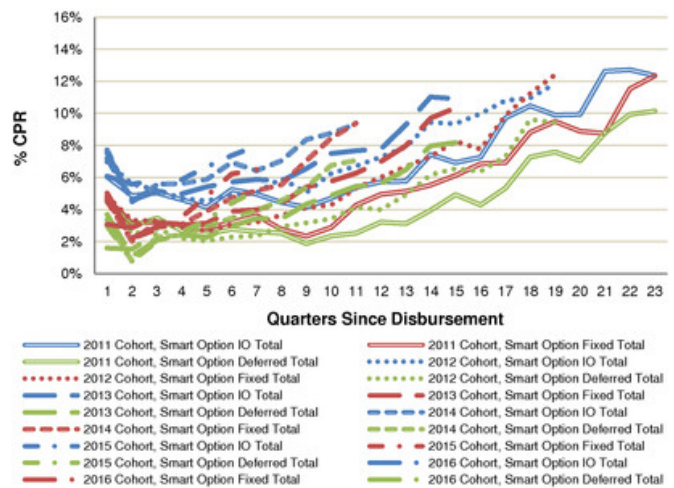 16%
14%
12%
10%
8%
6%
4%
2%
0%
% CPR
1 2 3 4 5 6 7 8 9 10 11 12 13 14 15 16 17 18 19 20 21 22 23
Quarters Since Disbursement
2011 Cohort, Smart Option IO Total
2011 Cohort, Smart Option Fixed Total
2011 Cohort, Smart Option Deferred Total
2012 Cohort, Smart Option IO Total
2012 Cohort, Smart Option Fixed Total
2012 Cohort, Smart Option Deferred Total
2013 Cohort, Smart Option IO Total
2013 Cohort, Smart Option Fixed Total
2013 Cohort, Smart Option Deferred Total
2014 Cohort, Smart Option IO Total
2014 Cohort, Smart Option Fixed Total
2014 Cohort, Smart Option Deferred Total
2015 Cohort, Smart Option IO Total
2015 Cohort, Smart Option Fixed Total
2015 Cohort, Smart Option Deferred Total
2016 Cohort, Smart Option IO Total
2016 Cohort, Smart Option Fixed Total
2016 Cohort, Smart Option Deferred Total